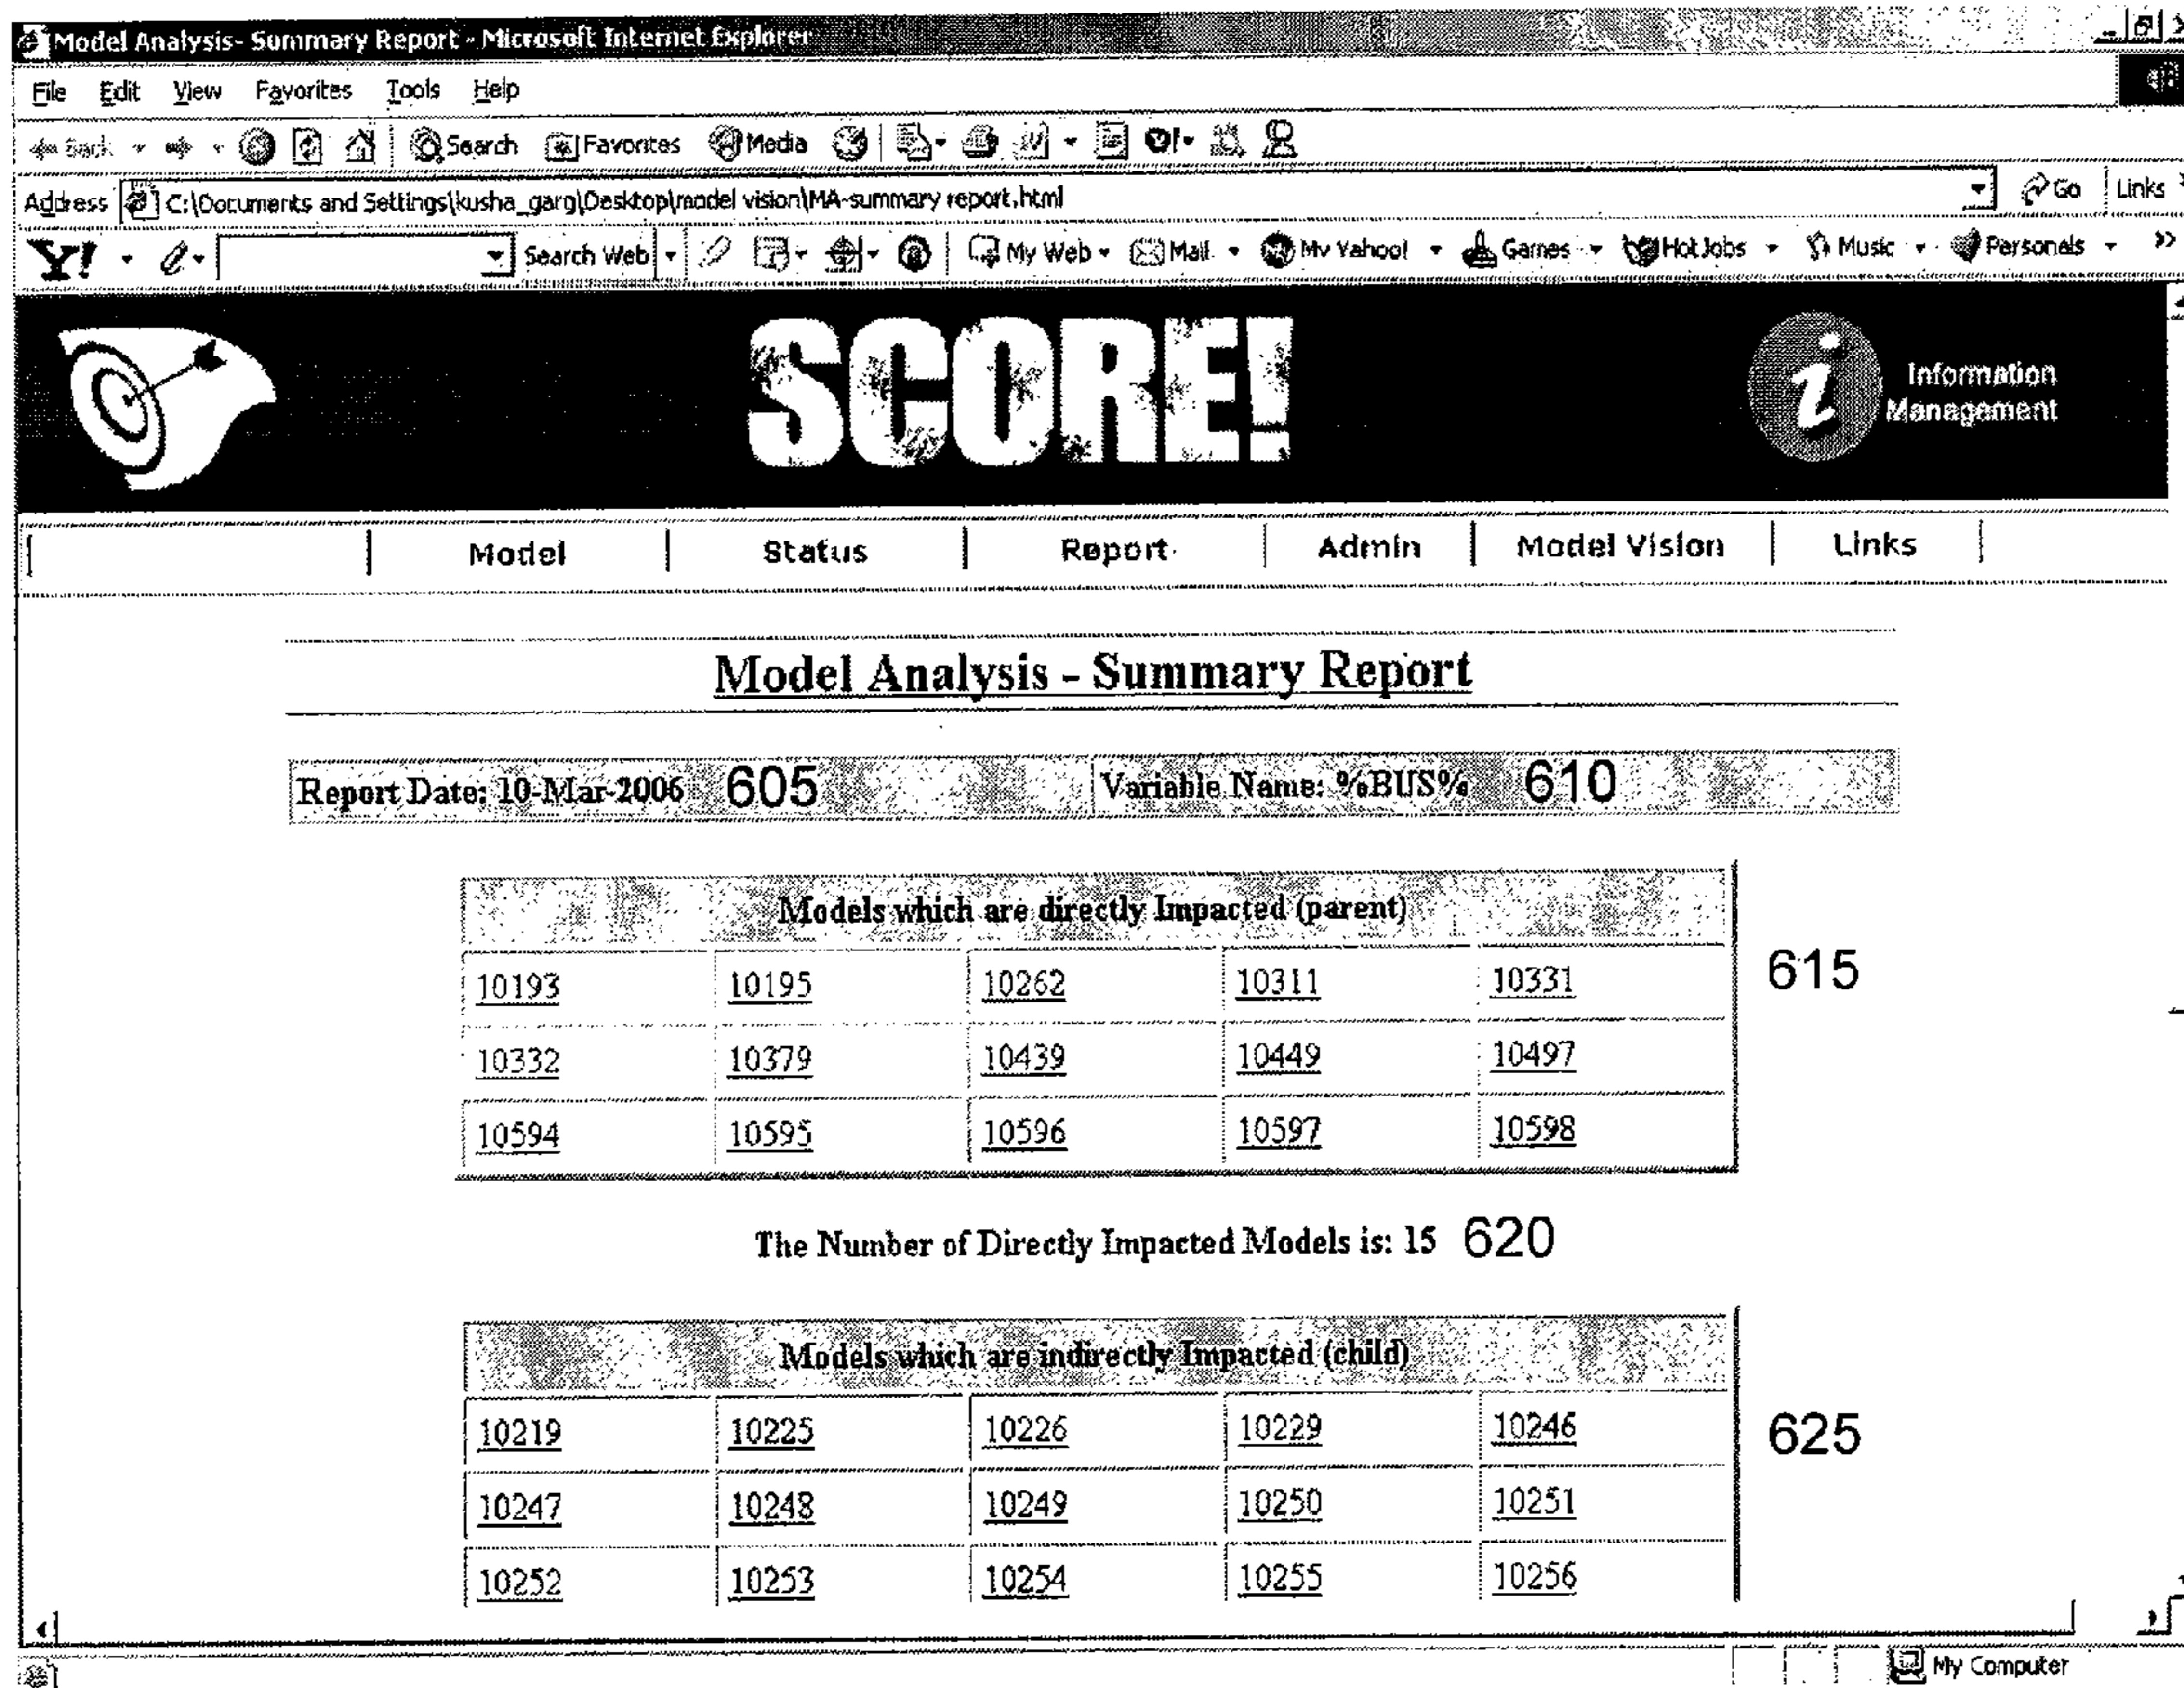 Model Analysis- Summary Report - Microsoft Internet Explorer
File Edit View Favorites Tools Help
Back Search Favorites Media
Address C:\Documents and Settings\kusha_garg\Desktop\model vision\MA-summary report.html Go Links
Y! Search Web My Web Mail My Yahoo! Games HotJobs Music Personals »
SCORE!
i Information
Management
Model Status Report Admin Model Vision Links
Model Analysis - Summary Report
Report Date: 10-Mar-2006 605 Variable Name: %BUS% 610
Models which are directly Impacted (parent)
10193 10195 10262 10311 10331 615
10332 10379 10439 10449 10497
10594 10595 10596 10597 10598
The Number of Directly Impacted Models is: 15 620
Models which are indirectly Impacted (child)
10219 10225 10226 10229 10246 625
10247 10248 10249 10250 10251
10252 10253 10254 10255 10256
My Computer